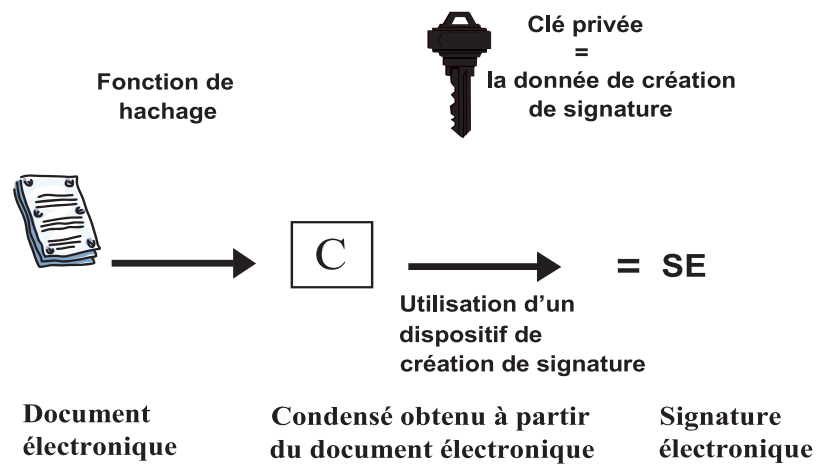 Clé privée
=
la donnée de création
de signature
Fonction de
hachage
C
= SE
Utilisation d’un
dispositif de
création de signature
Document
électronique
Condensé obtenu à partir
du document électronique
Signature
électronique